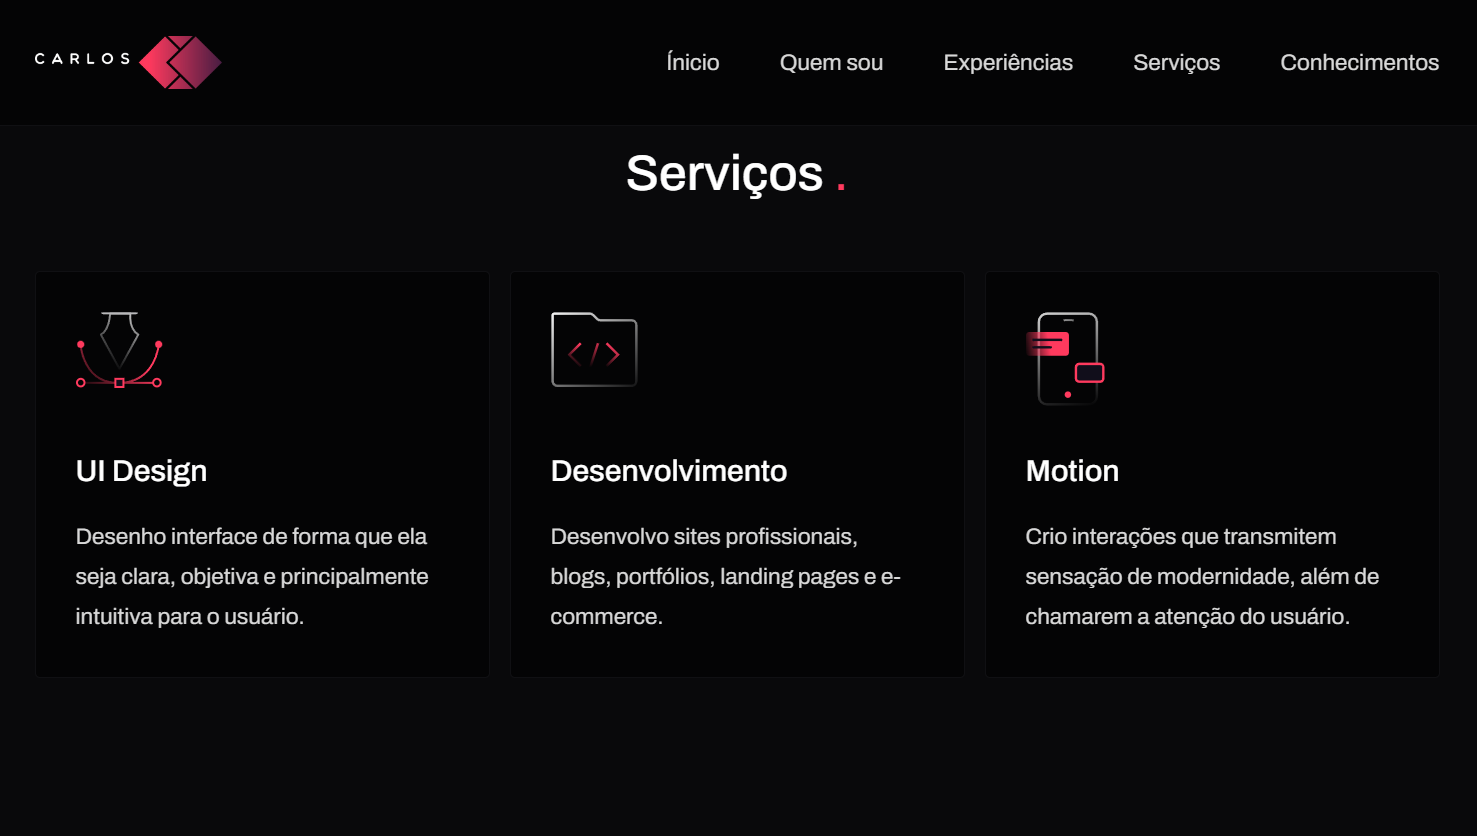 CARLOS
Ínicio Quem sou Experiências Serviços Conhecimentos
Serviços .
UI Design
Desenho interface de forma que ela
seja clara, objetiva e principalmente
intuitiva para o usuário.
Desenvolvimento
Desenvolvo sites profissionais,
blogs, portfólios, landing pages e e-
commerce.
Motion
Crio interações que transmitem
sensação de modernidade, além de
chamarem a atenção do usuário.